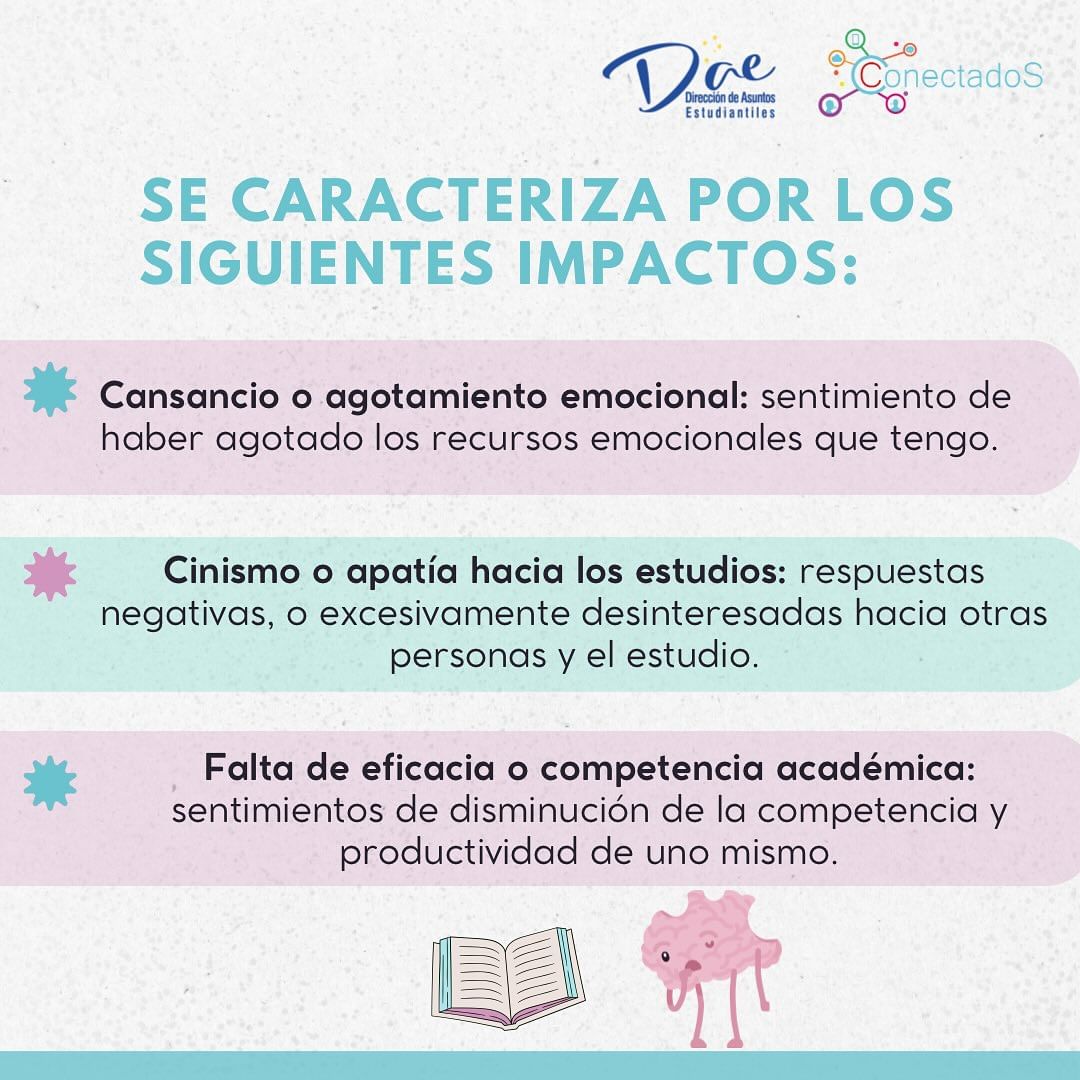 Dae
Dirección de Asuntos
Estudiantiles
ConectadoS
SE CARACTERIZA POR LOS
SIGUIENTES IMPACTOS:
Cansancio o agotamiento emocional: sentimiento de
haber agotado los recursos emocionales que tengo.
Cinismo o apatía hacia los estudios: respuestas
negativas, o excesivamente desinteresadas hacia otras
personas y el estudio.
Falta de eficacia o competencia académica:
sentimientos de disminución de la competencia y
productividad de uno mismo.